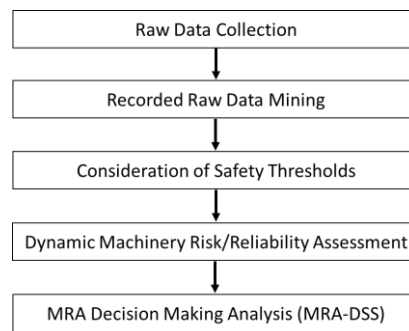 Raw Data Collection
Recorded Raw Data Mining
Consideration of Safety Thresholds
Dynamic Machinery Risk/Reliability Assessment
MRA Decision Making Analysis (MRA-DSS)